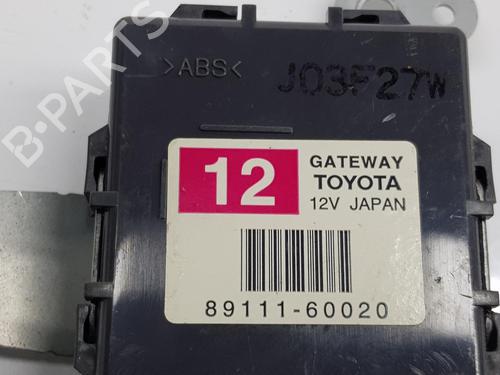 >ABS<
J03F27W
12
GATEWAY
TOYOTA
12V JAPAN
89111-60020
B-PARTS